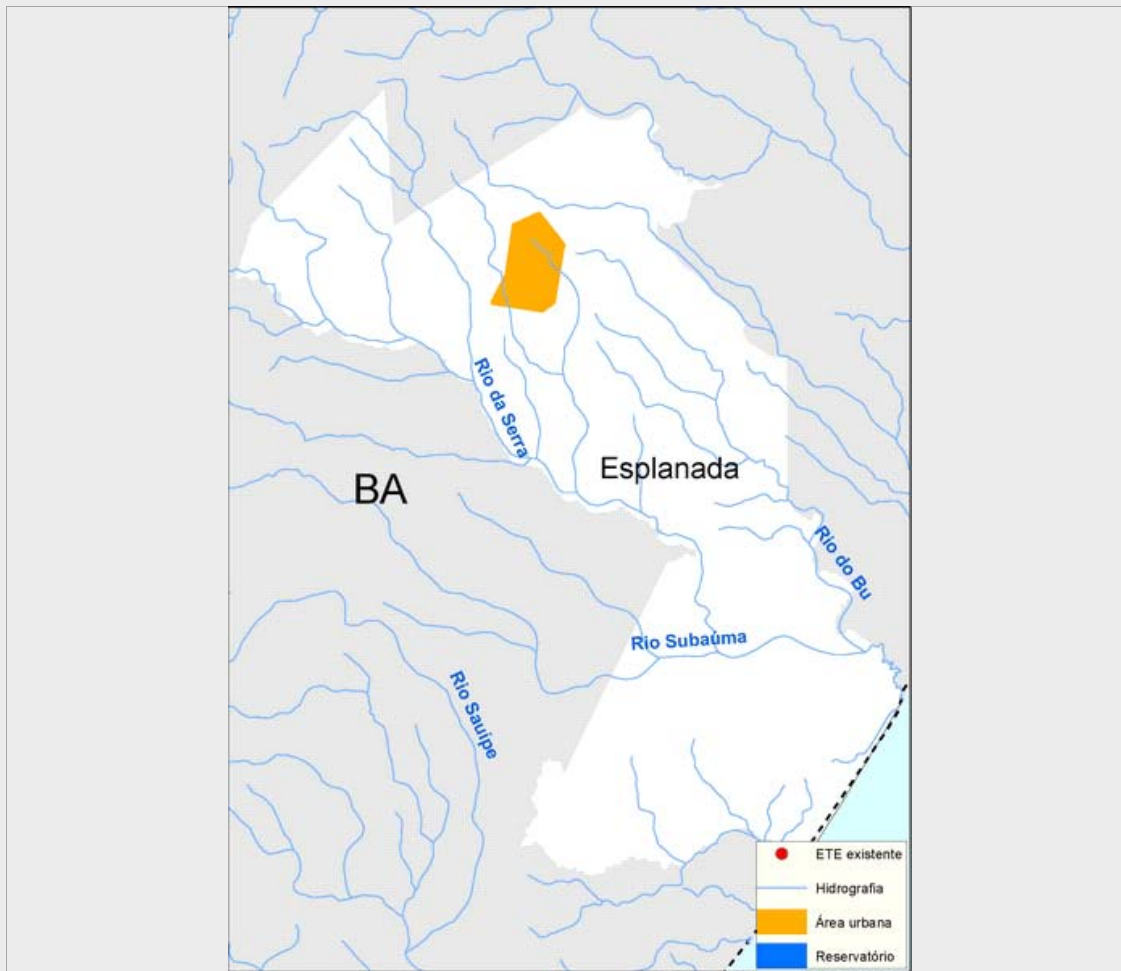 Rio da Serra
Esplanada
BA
Rio do Bu
Rio Subaúma
Rio Sauipe
ETE existente
Hidrografia
Área urbana
Reservatório